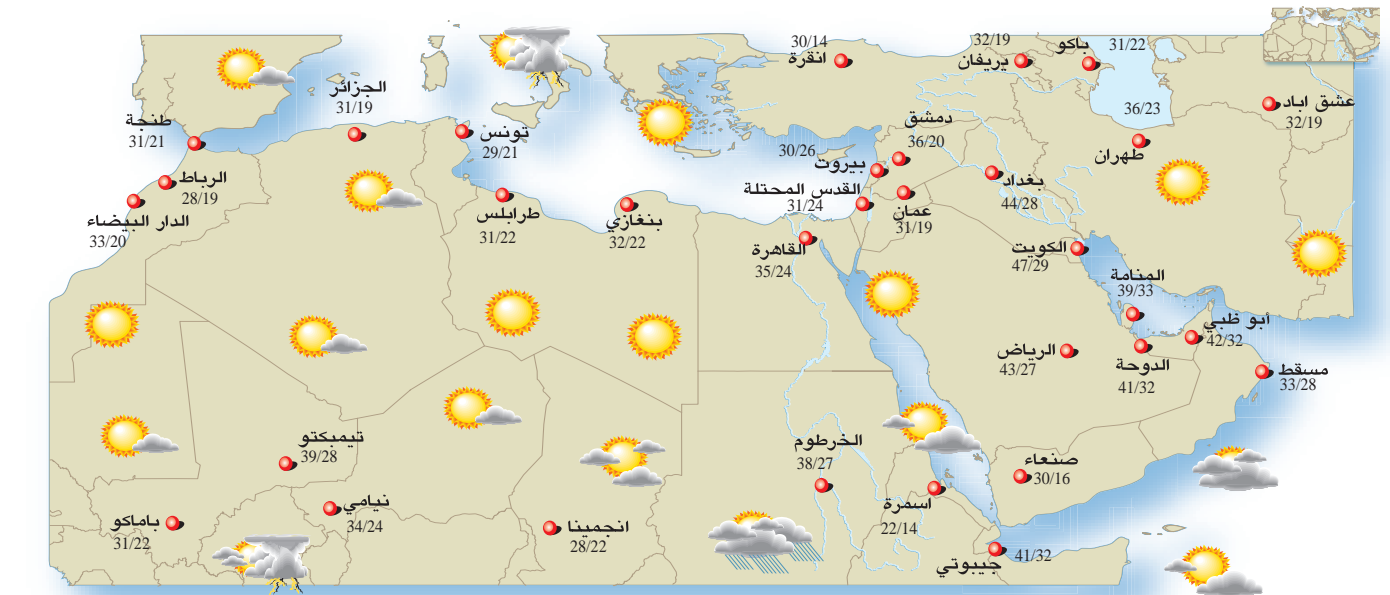 30/14
انقرة
32/19
يريفان
باكو
31/22
36/23
طهران
عشق اباد
32/19
الجزائر
31/19
طنجة
31/21
الرباط
28/19
الدار البيضاء
33/20
تونس
29/21
طرابلس
31/22
بنغازي
32/22
دمشق
36/20
30/26
بيروت
القدس المحتلة
31/24
عمان
31/19
بغداد
44/28
القاهرة
35/24
الكويت
47/29
المنامة
39/33
أبو ظبي
42/32
الرياض
43/27
الدوحة
41/32
مسقط
33/28
تيمبكتو
39/28
نيامي
34/24
باماكو
31/22
انجمينا
28/22
الخرطوم
38/27
صنعاء
30/16
اسمرة
22/14
41/32
جيبوتي